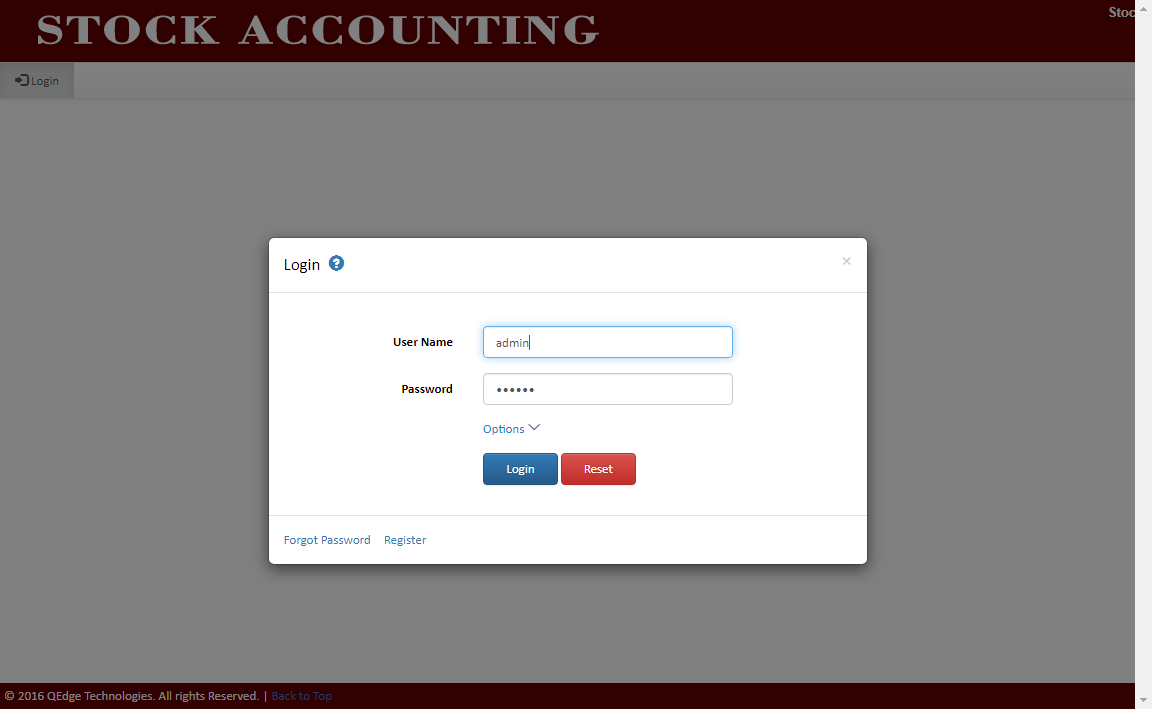 STOCK ACCOUNTING
Stoc
Login
Login
User Name admin
Password ••••••
Options
Login Reset
Forgot Password Register
© 2016 QEdge Technologies. All rights Reserved. | Back to Top